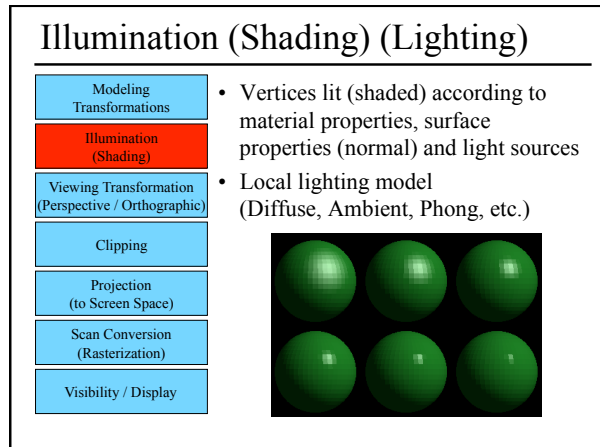 Illumination (Shading) (Lighting)
Modeling
Transformations
Illumination
(Shading)
Viewing Transformation
(Perspective / Orthographic)
Clipping
Projection
(to Screen Space)
Scan Conversion
(Rasterization)
Visibility / Display
• Vertices lit (shaded) according to
material properties, surface
properties (normal) and light sources
• Local lighting model
(Diffuse, Ambient, Phong, etc.)